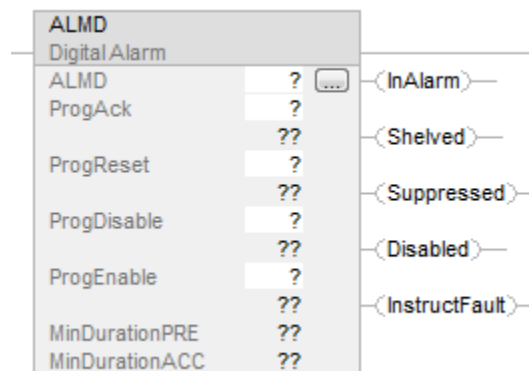 ALMD
Digital Alarm
ALMD ? ... InAlarm
ProgAck ?
?? Shelved
ProgReset ?
?? Suppressed
ProgDisable ?
?? Disabled
ProgEnable ?
?? InstructFault
MinDurationPRE ??
MinDurationACC ??